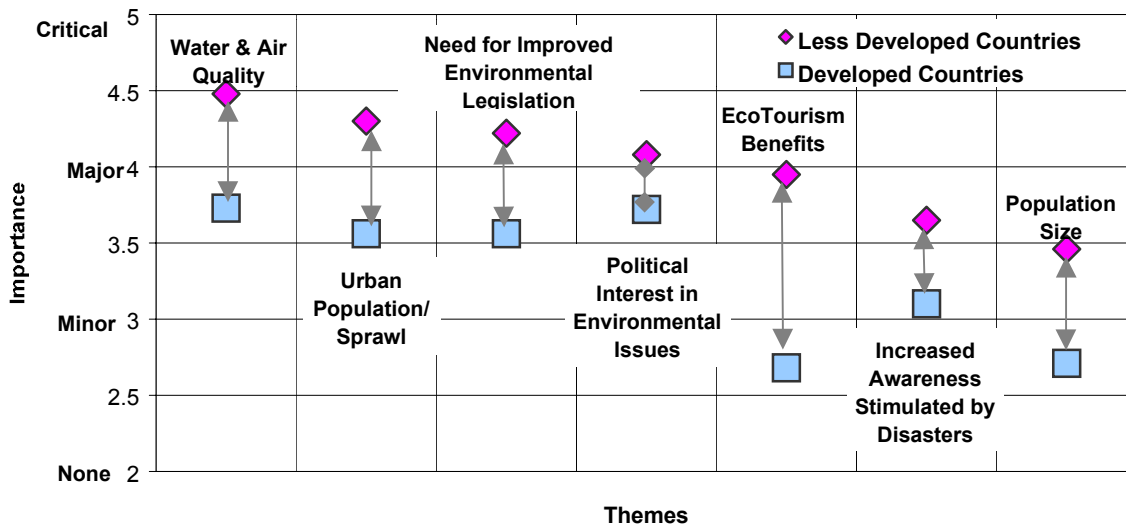 Critical 5
4.5
Major 4
3.5
Minor 3
2.5
None 2
Importance
Water & Air
Quality
Need for Improved
Environmental
Legislation
Less Developed Countries
Developed Countries
EcoTourism
Benefits
Population
Size
Urban
Population/
Sprawl
Political
Interest in
Environmental
Issues
Increased
Awareness
Stimulated by
Disasters
Themes